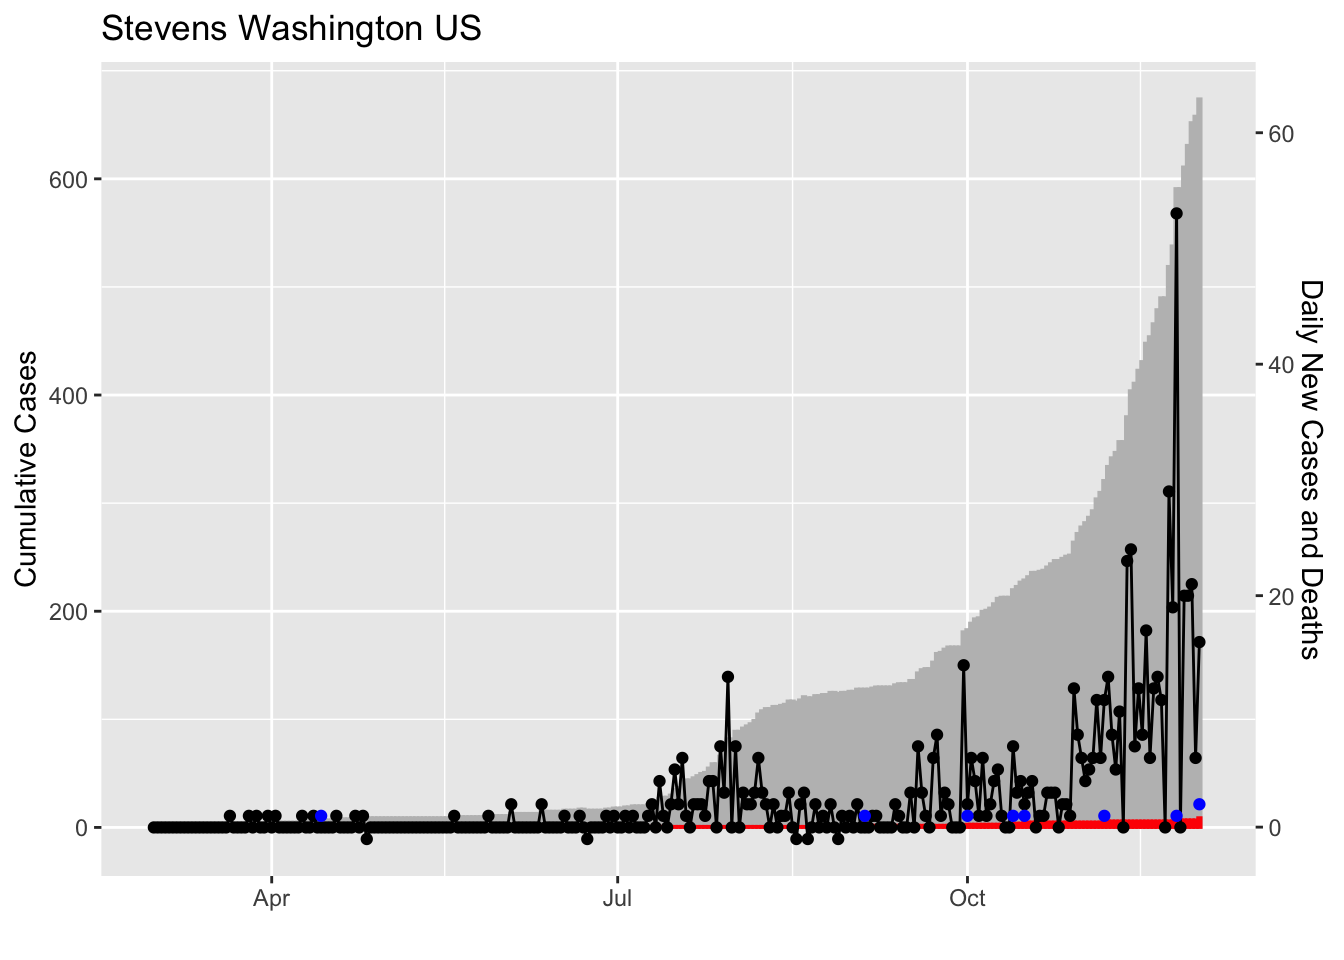 Stevens Washington US
Cumulative Cases
600
400
200
0
60
40
20
0
Daily New Cases and Deaths
Apr
Jul
Oct